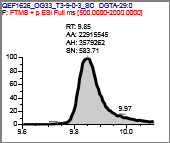 QEF1626_OG33_T3-9-0-3_SC DGTA-29:0
F: FTMS + p ESI Full ms [500.0000-2000.0000]
RT: 9.85
AA: 22915545
AH: 3579262
SN: 583.71
100
80
60
40
20
0
9.97
9.6
9.8
10.0